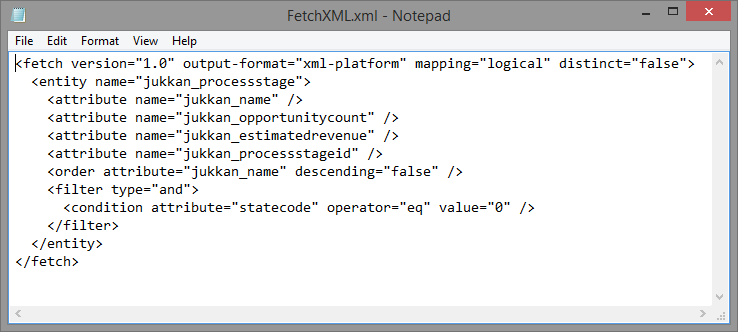 FetchXML.xml - Notepad
File Edit Format View Help
<fetch version="1.0" output-format="xml-platform" mapping="logical" distinct="false">
  <entity name="jukkan_processstage">
    <attribute name="jukkan_name" />
    <attribute name="jukkan_opportunitycount" />
    <attribute name="jukkan_estimatedrevenue" />
    <attribute name="jukkan_processstageid" />
    <order attribute="jukkan_name" descending="false" />
    <filter type="and">
      <condition attribute="statecode" operator="eq" value="0" />
    </filter>
  </entity>
</fetch>